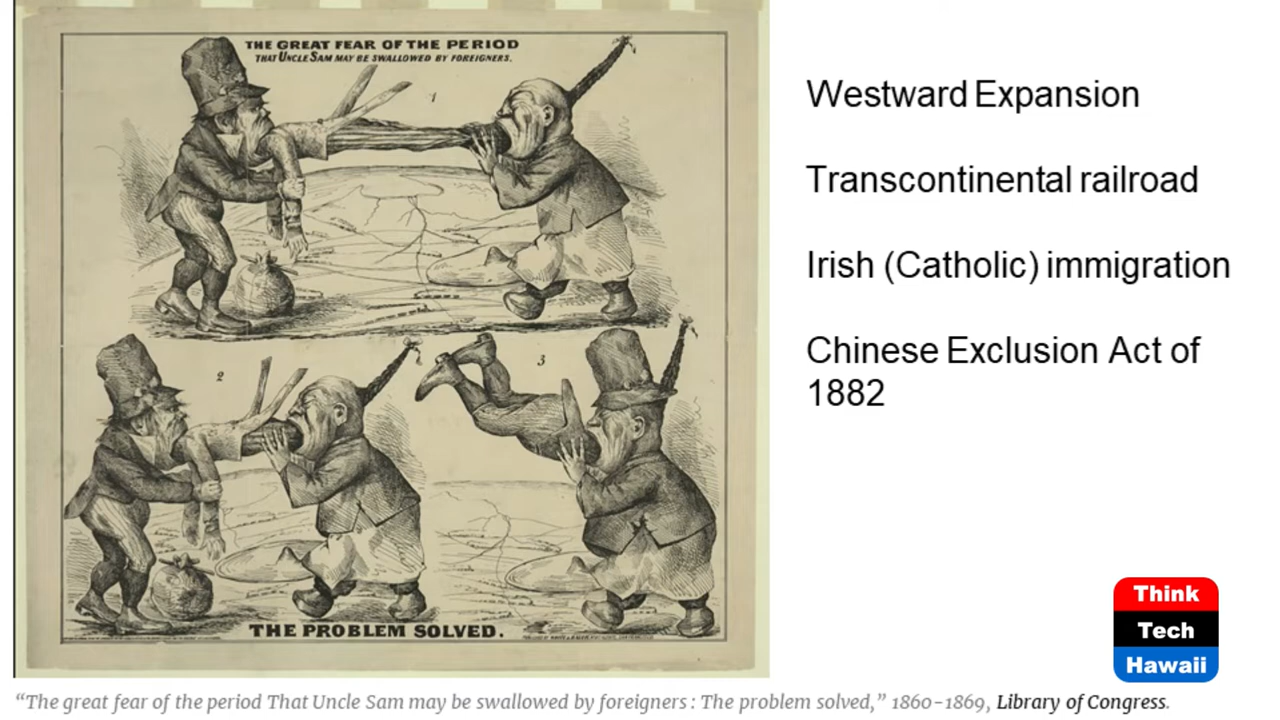 THE GREAT FEAR OF THE PERIOD
THAT UNCLE SAM MAY BE SWALLOWED BY FOREIGNERS.
1
2
3
THE PROBLEM SOLVED.
Westward Expansion
Transcontinental railroad
Irish (Catholic) immigration
Chinese Exclusion Act of
1882
Think
Tech
Hawaii
“The great fear of the period That Uncle Sam may be swallowed by foreigners : The problem solved,” 1860-1869, Library of Congress.